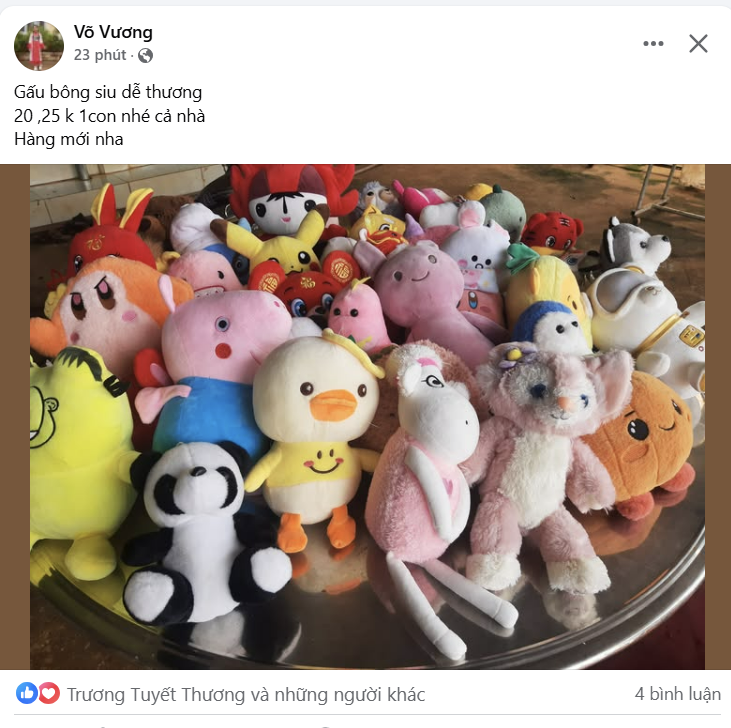 Võ Vương
23 phút ·
Gấu bông siu dễ thương
20 ,25 k 1con nhé cả nhà
Hàng mới nha
Trương Tuyết Thương và những người khác
4 bình luận